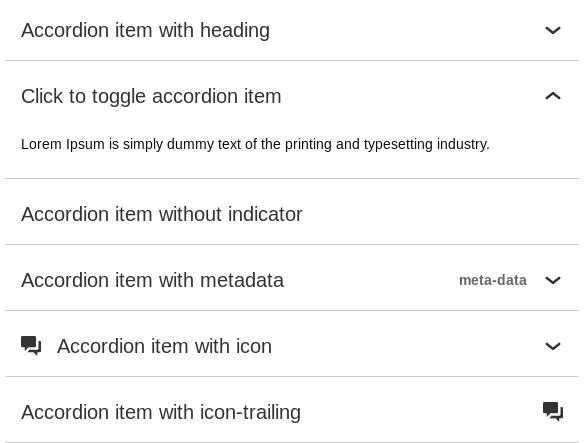 Accordion item with heading
Click to toggle accordion item
Lorem Ipsum is simply dummy text of the printing and typesetting industry.
Accordion item without indicator
Accordion item with metadata meta-data
Accordion item with icon
Accordion item with icon-trailing